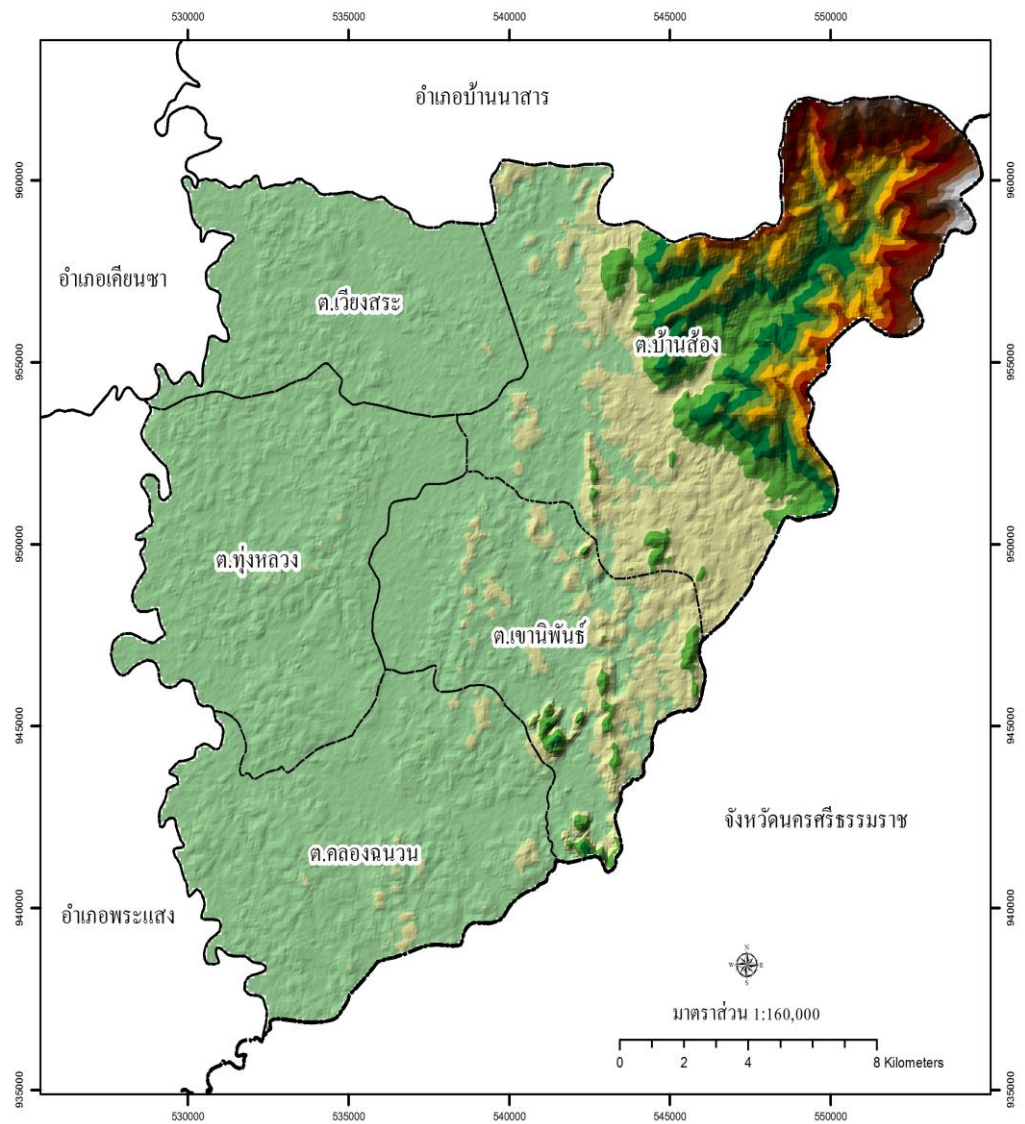 530000 535000 540000 545000 550000
อำเภอบ้านนาสาร
960000 960000
อำเภอเคียนซา
ต.เวียงสระ
ต.บ้านส้อง
955000 955000
950000 950000
ต.ทุ่งหลวง
ต.เขานิพันธ์
945000 945000
จังหวัดนครศรีธรรมราช
ต.คลองฉนวน
อำเภอพระแสง
940000 940000
N
W E
S
มาตราส่วน 1:160,000
0 2 4 8 Kilometers
935000 935000
530000 535000 540000 545000 550000